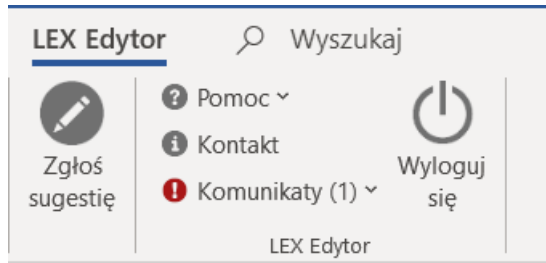 LEX Edytor
Wyszukaj
Zgłoś
sugestię
Pomoc
Kontakt
Komunikaty (1)
Wyloguj
się
LEX Edytor